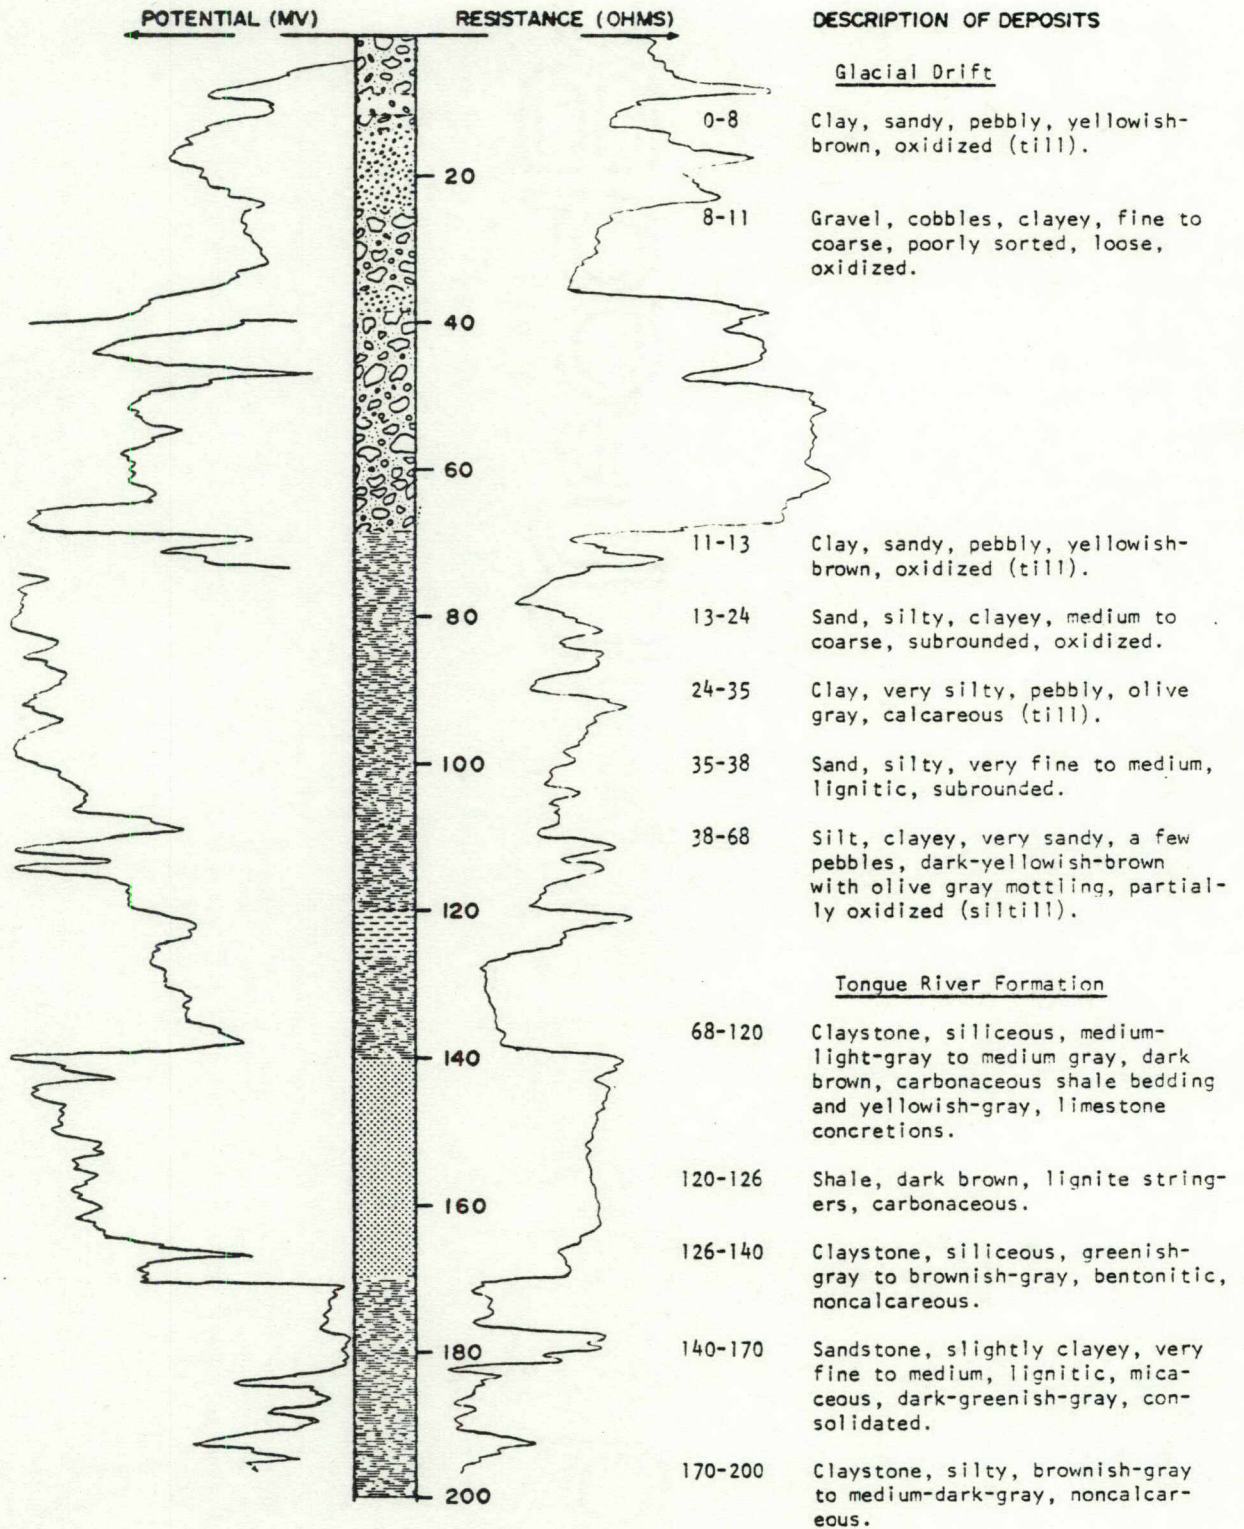 POTENTIAL (MV) RESISTANCE (OHMS) DESCRIPTION OF DEPOSITS
Glacial Drift
0-8 Clay, sandy, pebbly, yellowish-
brown, oxidized (till).
20
8-11 Gravel, cobbles, clayey, fine to
coarse, poorly sorted, loose,
oxidized.
40
60
11-13 Clay, sandy, pebbly, yellowish-
brown, oxidized (till).
80
13-24 Sand, silty, clayey, medium to
coarse, subrounded, oxidized.
24-35 Clay, very silty, pebbly, olive
gray, calcareous (till).
100
35-38 Sand, silty, very fine to medium,
lignitic, subrounded.
38-68 Silt, clayey, very sandy, a few
pebbles, dark-yellowish-brown
with olive gray mottling, partial-
ly oxidized (siltill).
120
Tongue River Formation
68-120 Claystone, siliceous, medium-
light-gray to medium gray, dark
brown, carbonaceous shale bedding
and yellowish-gray, limestone
concretions.
140
120-126 Shale, dark brown, lignite string-
ers, carbonaceous.
160
126-140 Claystone, siliceous, greenish-
gray to brownish-gray, bentonitic,
noncalcareous.
180
140-170 Sandstone, slightly clayey, very
fine to medium, lignitic, mica-
ceous, dark-greenish-gray, con-
solidated.
170-200 Claystone, silty, brownish-gray
to medium-dark-gray, noncalcar-
eous.
200